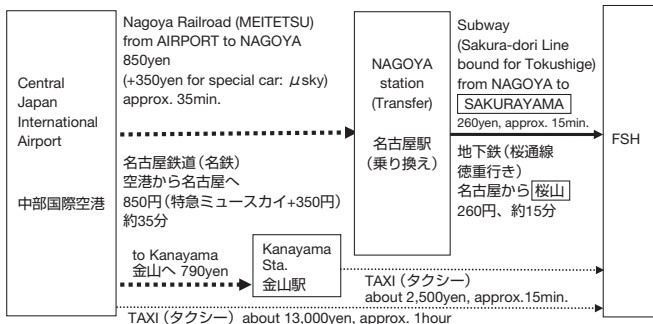 Central
Japan
International
Airport
中部国際空港
Nagoya Railroad (MEITETSU)
from AIRPORT to NAGOYA
850yen
(+350yen for special car: μsky)
approx. 35min.
名古屋鉄道（名鉄）
空港から名古屋へ
850円（特急ミュースカイ+350円）
約35分
NAGOYA
station
(Transfer)
名古屋駅
（乗り換え）
Subway
(Sakura-dori Line
bound for Tokushige)
from NAGOYA to
SAKURAYAMA
260yen, approx. 15min.
地下鉄（桜通線
徳重行き）
名古屋から桜山
260円、約15分
FSH
to Kanayama
金山へ 790yen
Kanayama
Sta.
金山駅
TAXI（タクシー）
about 2,500yen, approx.15min.
TAXI（タクシー）about 13,000yen, approx. 1hour